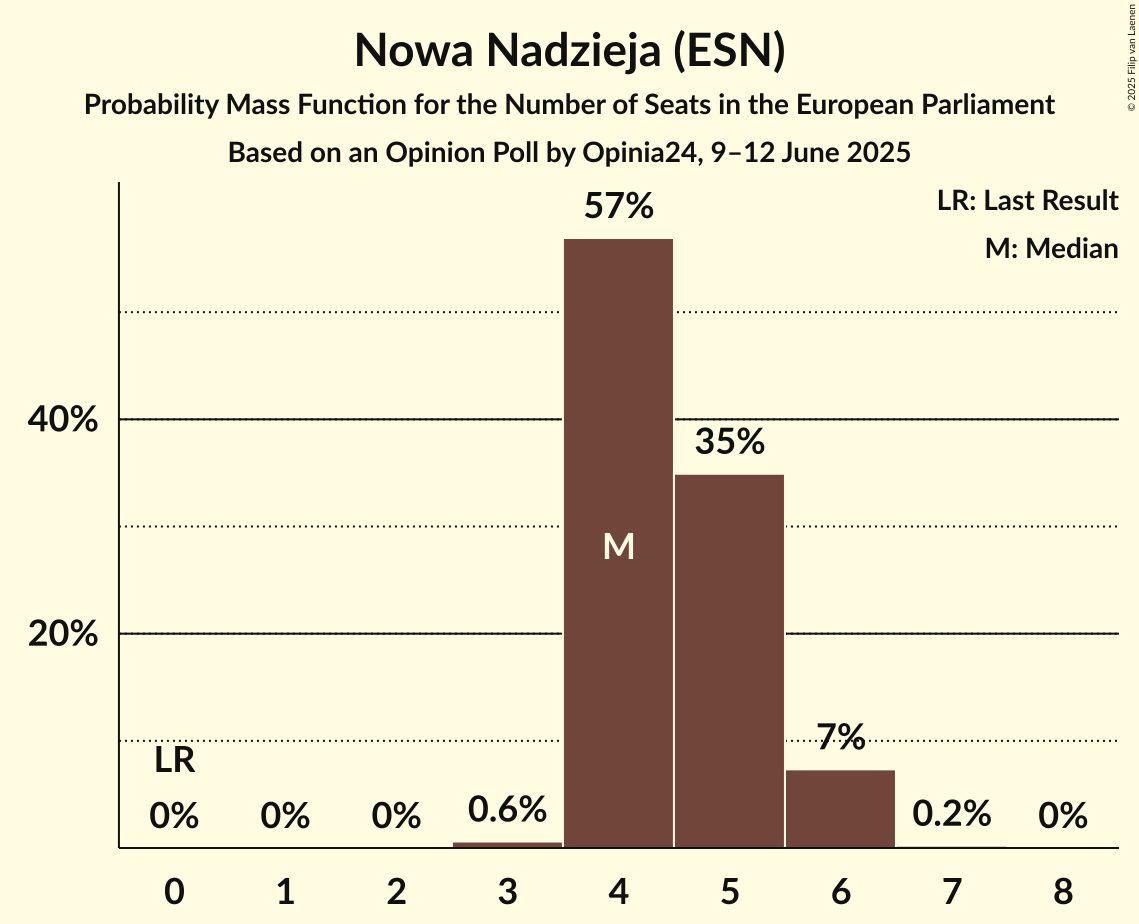 Nowa Nadzieja (ESN)
Probability Mass Function for the Number of Seats in the European Parliament
Based on an Opinion Poll by Opinia24, 9–12 June 2025
© 2025 Filip van Laenen
LR: Last Result
M: Median
57%
40%
35%
M
20%
7%
LR
0%
0%
0%
0.6%
0.2%
0%
0
1
2
3
4
5
6
7
8